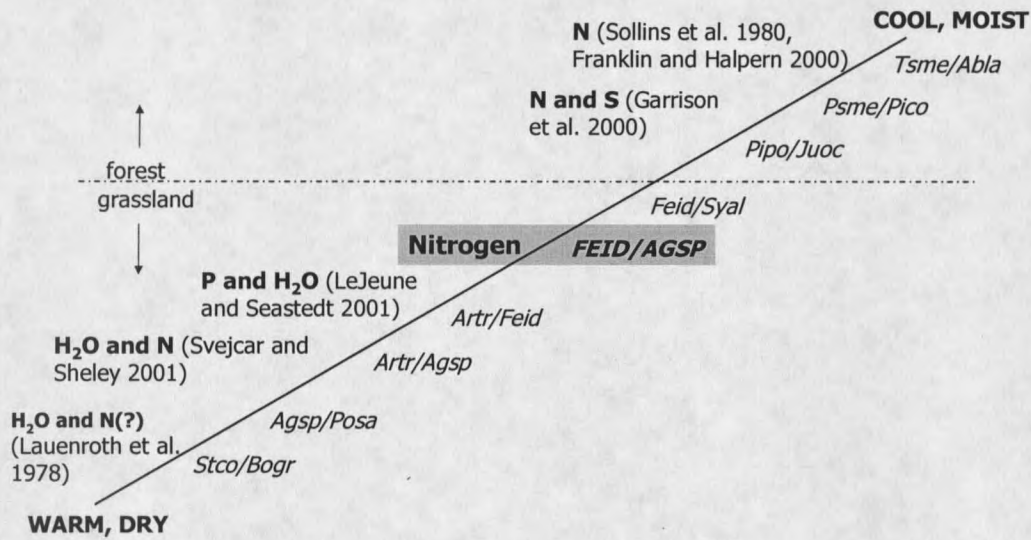 COOL, MOIST
N (Sollins et al. 1980,
Franklin and Halpern 2000)
Tsme/Abla
N and S (Garrison
et al. 2000)
Psme/Pico
Pipo/Juoc
forest
grassland
Feid/Syal
Nitrogen FEID/AGSP
P and H₂O (LeJeune
and Seastedt 2001)
Artr/Feid
H₂O and N (Svejcar and
Sheley 2001)
Artr/Agsp
Agsp/Posa
H₂O and N(?)
(Lauenroth et al.
1978)
Stco/Bogr
WARM, DRY